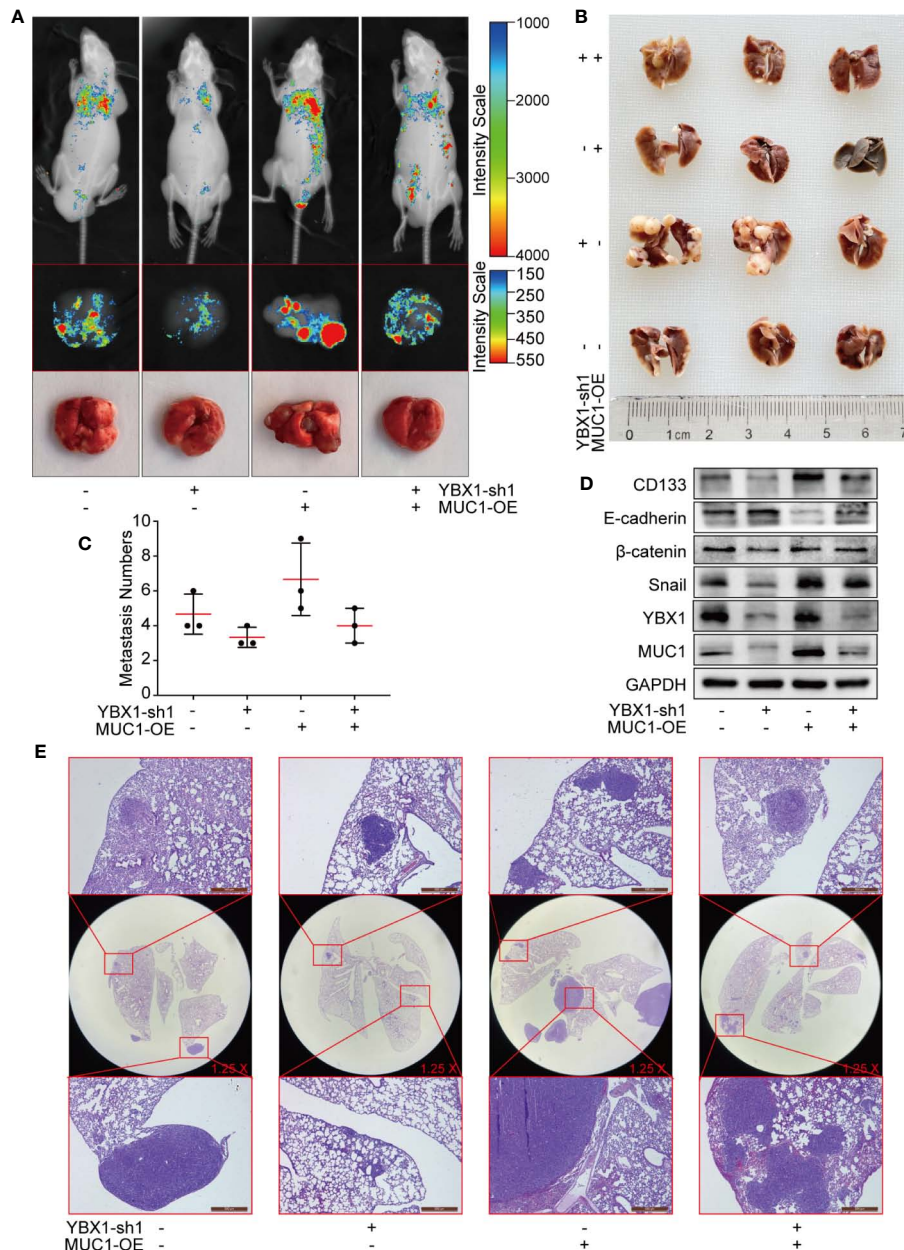 A
1000
2000
3000
4000
Intensity Scale
150
250
350
450
550
Intensity Scale
- + - + YBX1-sh1
- - + + MUC1-OE
B
+ +
- +
+ -
- -
YBX1-sh1
MUC1-OE
0 1cm 2 3 4 5 6 7
C
Metastasis Numbers
10
8
6
4
2
0
YBX1-sh1 - + - +
MUC1-OE - - + +
D
CD133
E-cadherin
β-catenin
Snail
YBX1
MUC1
GAPDH
YBX1-sh1 - + - +
MUC1-OE - - + +
E
1.25 X
1.25 X
1.25 X
1.25 X
YBX1-sh1 - + - +
MUC1-OE - - + +